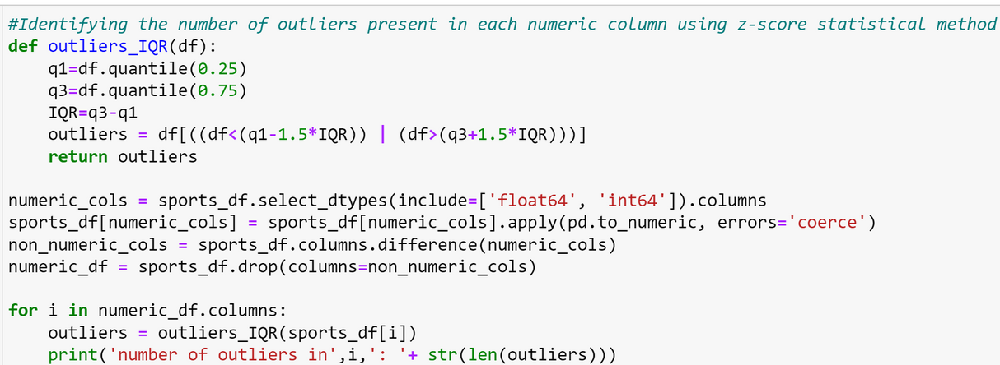 #Identifying the number of outliers present in each numeric column using z-score statistical method
def outliers_IQR(df):
    q1=df.quantile(0.25)
    q3=df.quantile(0.75)
    IQR=q3-q1
    outliers = df[((df<(q1-1.5*IQR)) | (df>(q3+1.5*IQR)))]
    return outliers

numeric_cols = sports_df.select_dtypes(include=['float64', 'int64']).columns
sports_df[numeric_cols] = sports_df[numeric_cols].apply(pd.to_numeric, errors='coerce')
non_numeric_cols = sports_df.columns.difference(numeric_cols)
numeric_df = sports_df.drop(columns=non_numeric_cols)

for i in numeric_df.columns:
    outliers = outliers_IQR(sports_df[i])
    print('number of outliers in',i,': '+ str(len(outliers)))